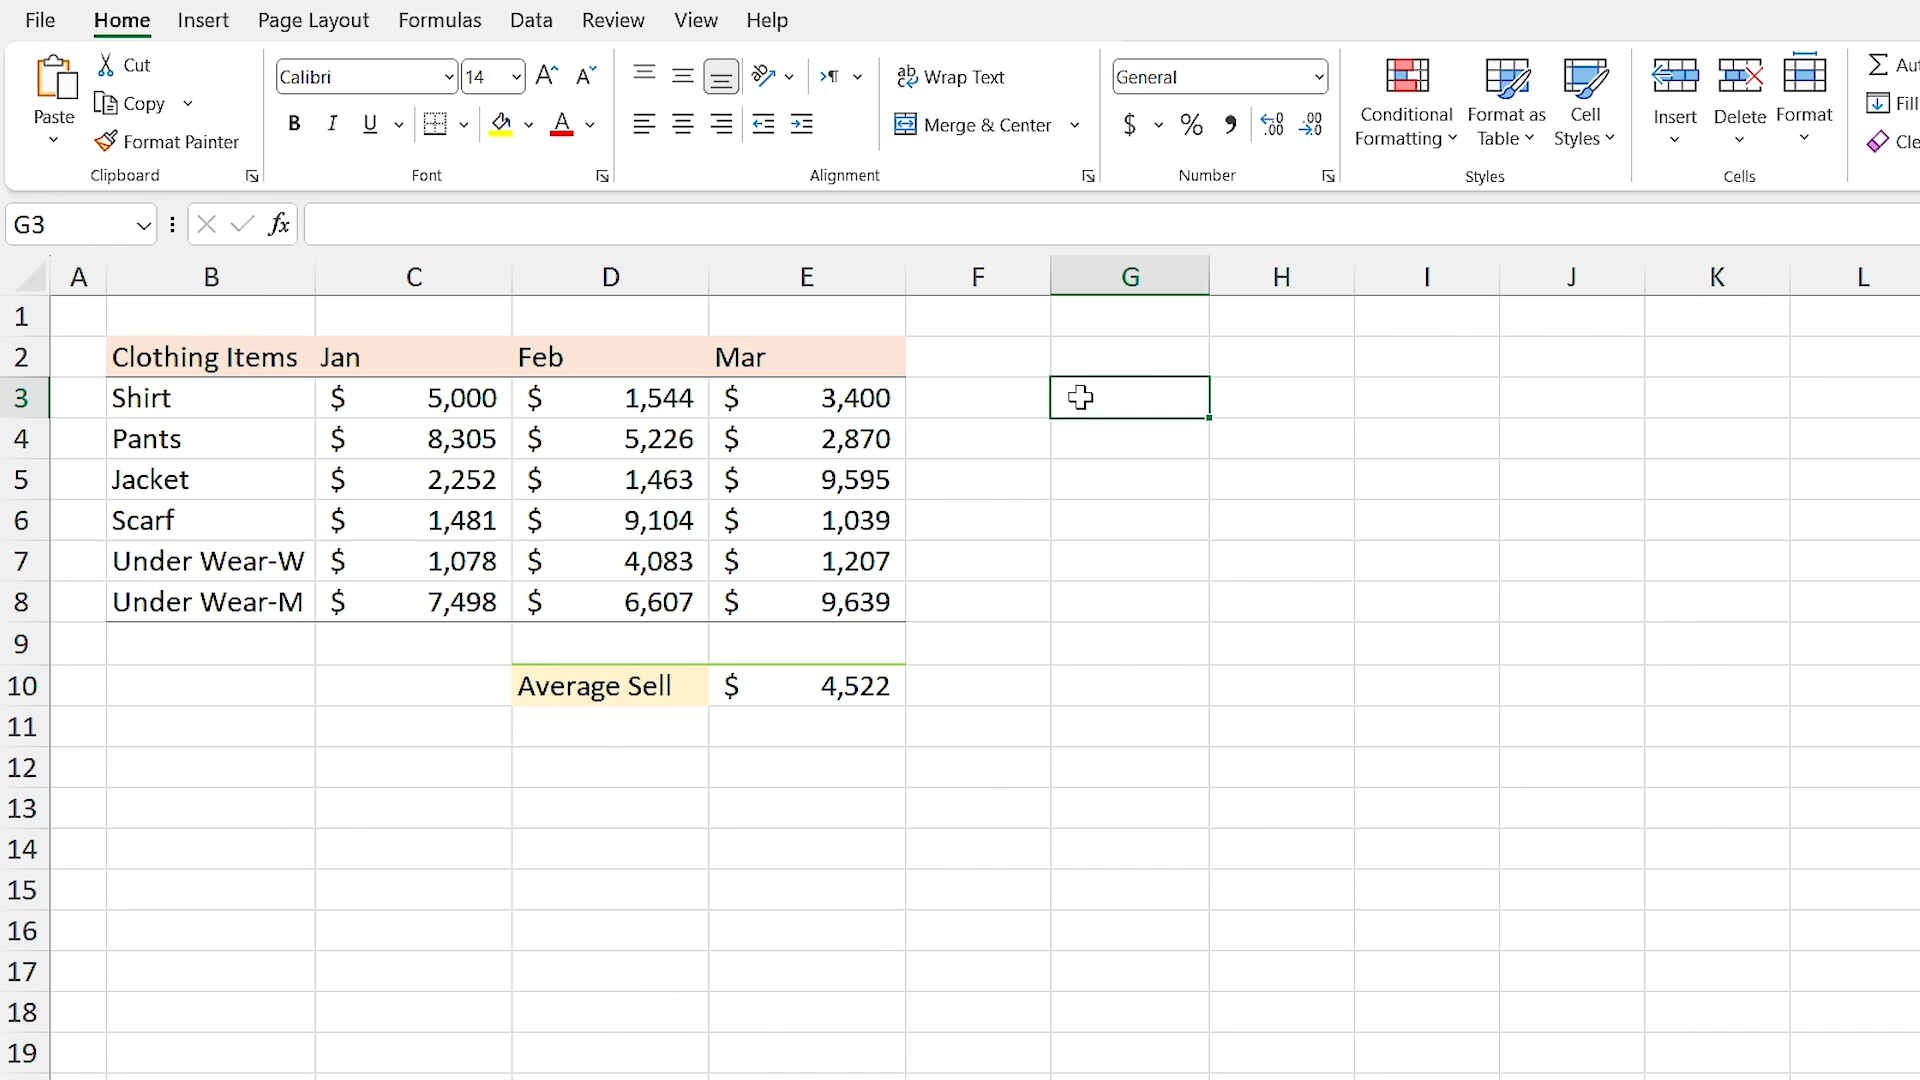 File Home Insert Page Layout Formulas Data Review View Help
Paste Cut Copy Format Painter Clipboard
Calibri 14 B I U A Font
ab Wrap Text Merge & Center Alignment
General $ % Number
Conditional Formatting Format as Table Cell Styles Styles
Insert Delete Format Cells
Σ Aut
Fill
Cle
G3 fx
A B C D E F G H I J K L
1
2 Clothing Items Jan Feb Mar
3 Shirt $ 5,000 $ 1,544 $ 3,400
4 Pants $ 8,305 $ 5,226 $ 2,870
5 Jacket $ 2,252 $ 1,463 $ 9,595
6 Scarf $ 1,481 $ 9,104 $ 1,039
7 Under Wear-W $ 1,078 $ 4,083 $ 1,207
8 Under Wear-M $ 7,498 $ 6,607 $ 9,639
9
10 Average Sell $ 4,522
11
12
13
14
15
16
17
18
19